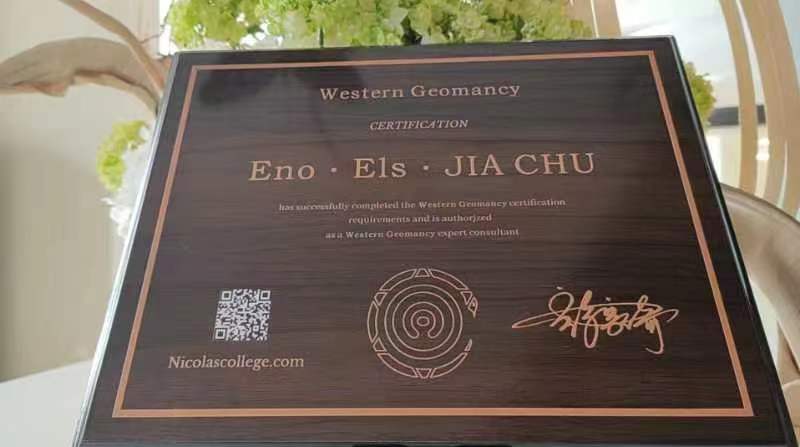 Western Geomancy
CERTIFICATION
Eno · Els · JIA CHU
has successfully completed the Western Geomancy certification
requirements and is authorjzed
as a Western Geomancy expert consultant
Nicolascollege.com